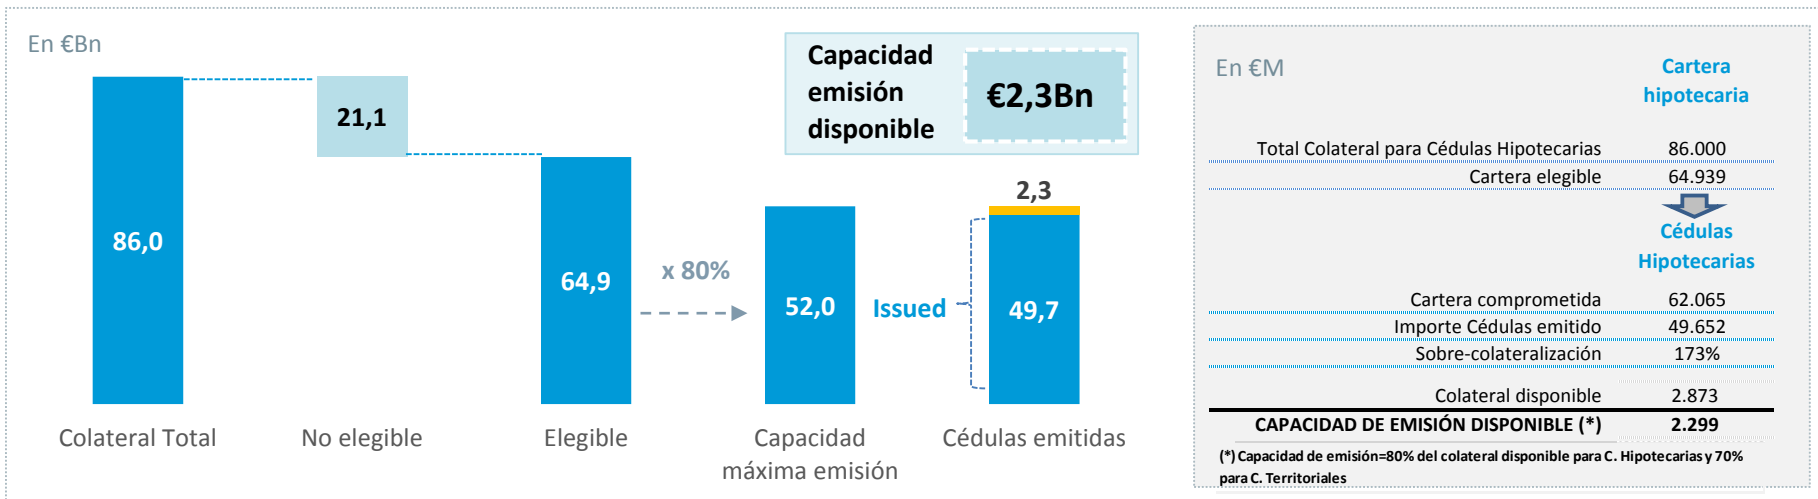 En €Bn
Capacidad
emisión
disponible
€2,3Bn
21,1
86,0
64,9
x 80%
52,0
Issued
2,3
49,7
Colateral Total
No elegible
Elegible
Capacidad
máxima emisión
Cédulas emitidas
En €M
Cartera
hipotecaria
Total Colateral para Cédulas Hipotecarias 86.000
Cartera elegible 64.939
Cédulas
Hipotecarias
Cartera comprometida 62.065
Importe Cédulas emitido 49.652
Sobre-colateralización 173%
Colateral disponible 2.873
CAPACIDAD DE EMISIÓN DISPONIBLE (*) 2.299
(*) Capacidad de emisión=80% del colateral disponible para C. Hipotecarias y 70%
para C. Territoriales